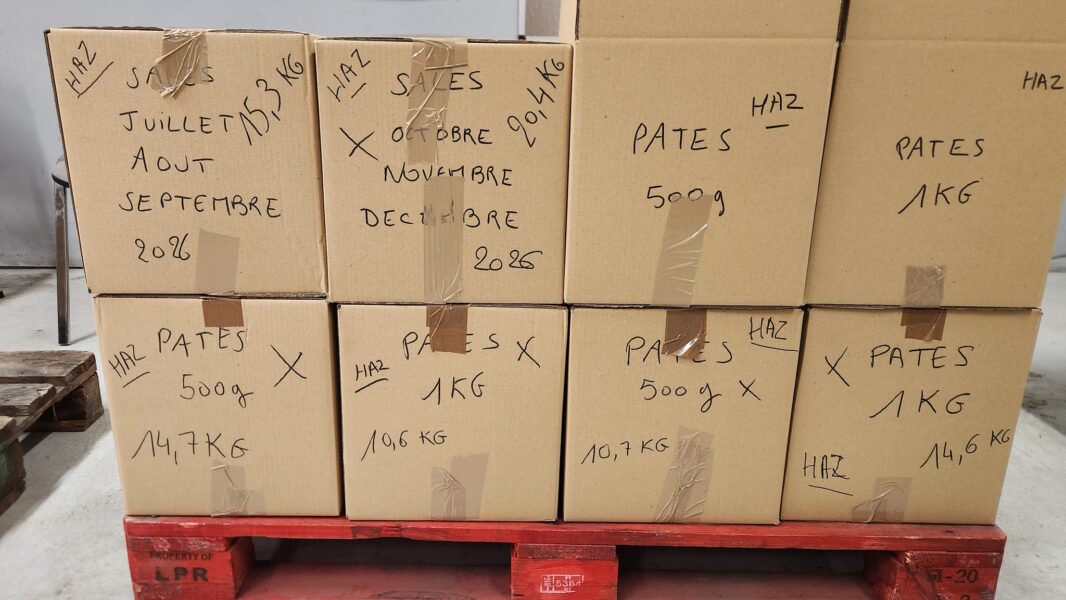 HAZ
SALES
15,3 KG
JUILLET
AOUT
SEPTEMBRE
2026
HAZ
SALES
20,4 KG
X OCTOBRE
NOVEMBRE
DECEMBRE
2026
HAZ
PATES
500g
HAZ
PATES
1KG
HAZ
PATES
X
500g
14,7 KG
HAZ
PATES
X
1KG
10,6 KG
HAZ
PATES
500g X
10,7 KG
X PATES
1KG
14,6 KG
HAZ
PROPERTY OF
LPR